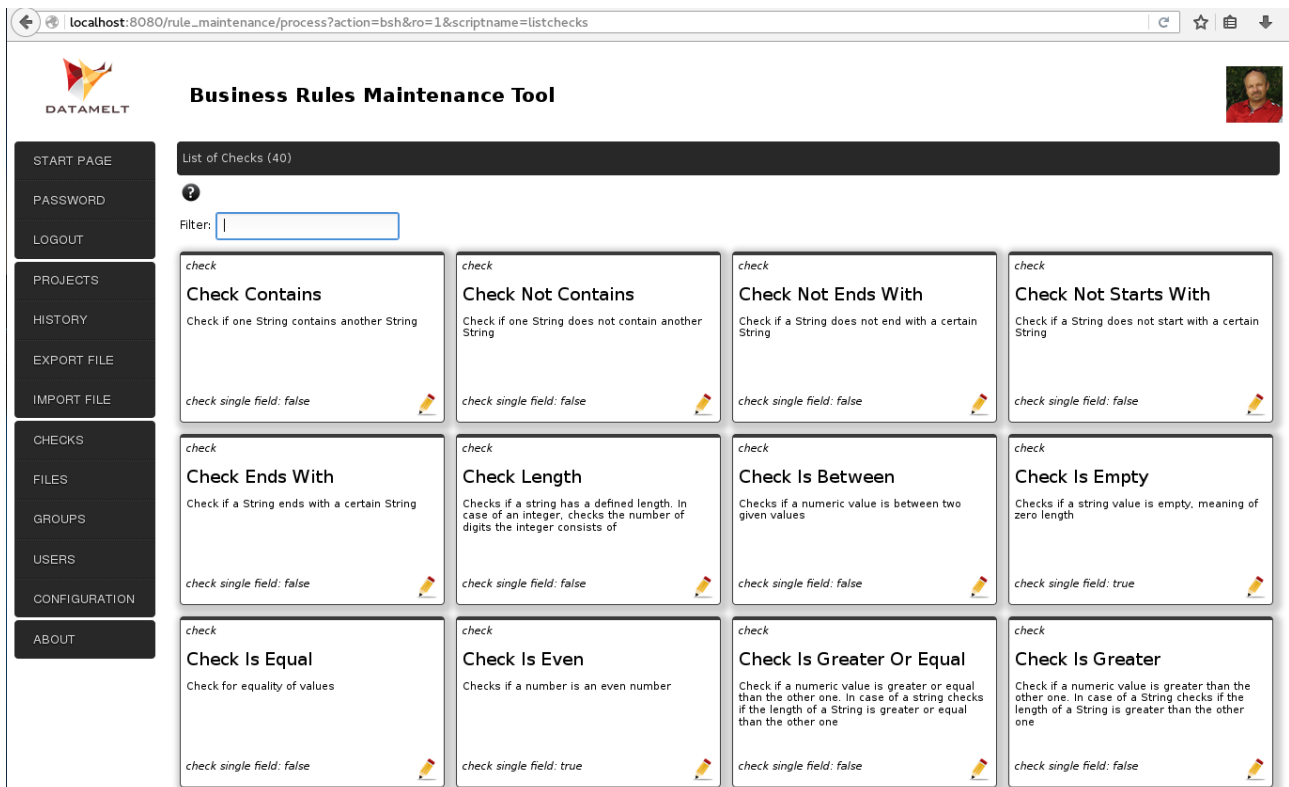 localhost:8080/rule_maintenance/process?action=bsh&ro=1&scriptname=listchecks
DATAMELT
Business Rules Maintenance Tool
START PAGE
PASSWORD
LOGOUT
PROJECTS
HISTORY
EXPORT FILE
IMPORT FILE
CHECKS
FILES
GROUPS
USERS
CONFIGURATION
ABOUT
List of Checks (40)
?
Filter:
check
Check Contains
Check if one String contains another String
check single field: false
check
Check Not Contains
Check if one String does not contain another
String
check single field: false
check
Check Not Ends With
Check if a String does not end with a certain
String
check single field: false
check
Check Not Starts With
Check if a String does not start with a certain
String
check single field: false
check
Check Ends With
Check if a String ends with a certain String
check single field: false
check
Check Length
Checks if a string has a defined length. In
case of an integer, checks the number of
digits the integer consists of
check single field: false
check
Check Is Between
Checks if a numeric value is between two
given values
check single field: false
check
Check Is Empty
Checks if a string value is empty, meaning of
zero length
check single field: true
check
Check Is Equal
Check for equality of values
check single field: false
check
Check Is Even
Checks if a number is an even number
check single field: true
check
Check Is Greater Or Equal
Check if a numeric value is greater or equal
than the other one. In case of a string checks
if the length of a String is greater or equal
than the other one
check single field: false
check
Check Is Greater
Check if a numeric value is greater than the
other one. In case of a String checks if the
length of a String is greater than the other
one
check single field: false